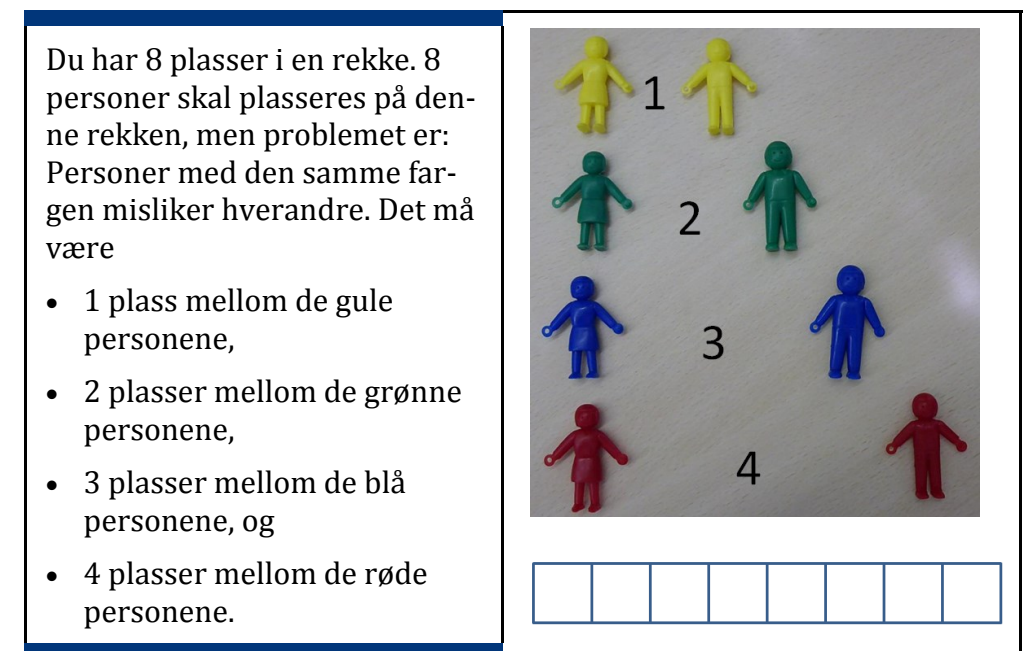 Du har 8 plasser i en rekke. 8
personer skal plasseres på den-
ne rekken, men problemet er:
Personer med den samme far-
gen misliker hverandre. Det må
være
• 1 plass mellom de gule
personene,
• 2 plasser mellom de grønne
personene,
• 3 plasser mellom de blå
personene, og
• 4 plasser mellom de røde
personene.
1
2
3
4